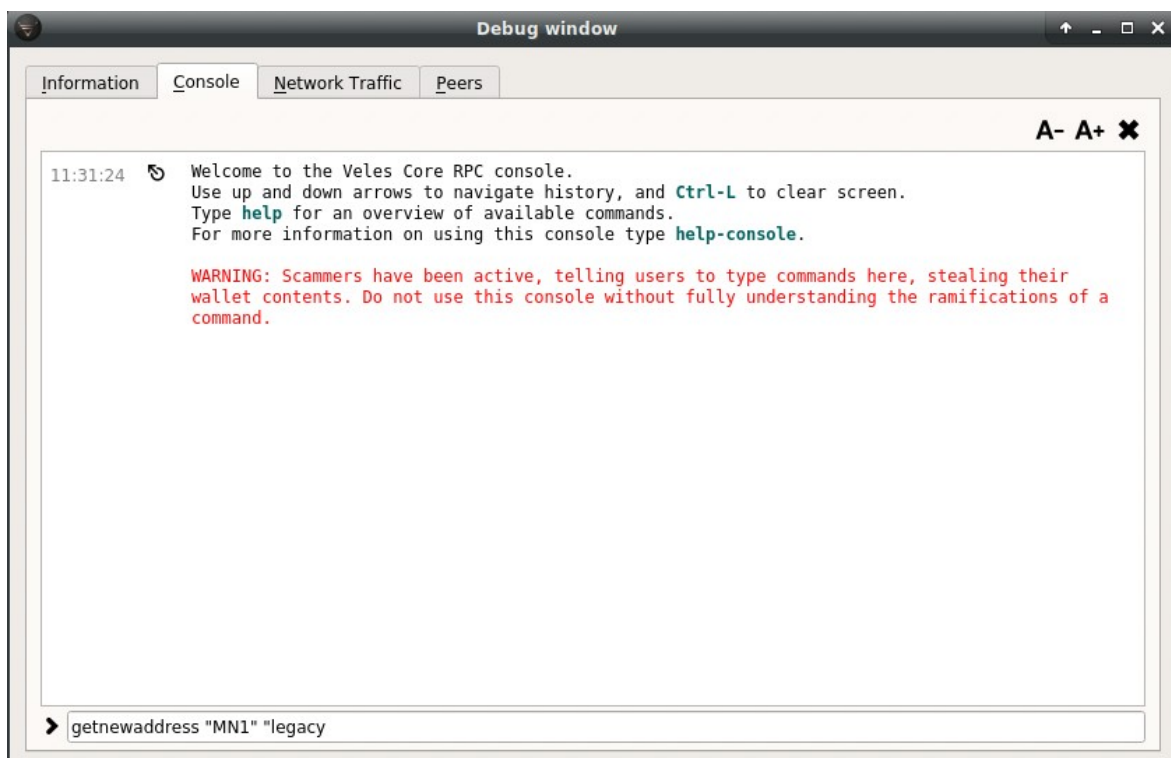 Debug window
Information Console Network Traffic Peers
A- A+
11:31:24 Welcome to the Veles Core RPC console.
Use up and down arrows to navigate history, and Ctrl-L to clear screen.
Type help for an overview of available commands.
For more information on using this console type help-console.
WARNING: Scammers have been active, telling users to type commands here, stealing their
wallet contents. Do not use this console without fully understanding the ramifications of a
command.
getnewaddress "MN1" "legacy